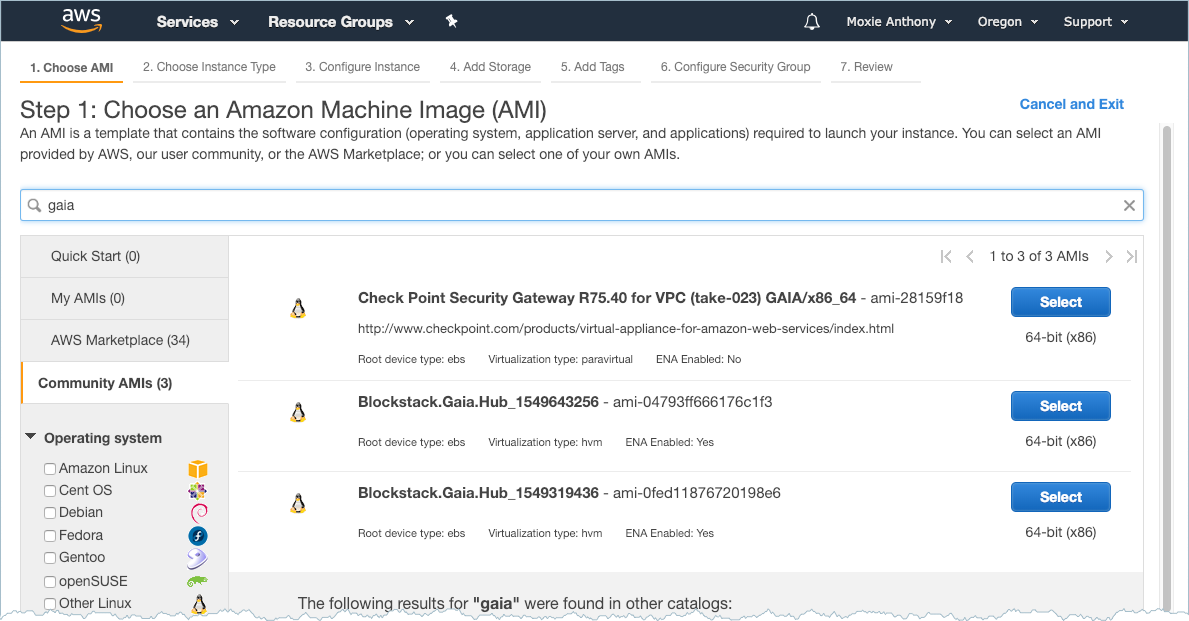 aws Services Resource Groups Moxie Anthony Oregon Support
1. Choose AMI 2. Choose Instance Type 3. Configure Instance 4. Add Storage 5. Add Tags 6. Configure Security Group 7. Review
Step 1: Choose an Amazon Machine Image (AMI)
Cancel and Exit
An AMI is a template that contains the software configuration (operating system, application server, and applications) required to launch your instance. You can select an AMI
provided by AWS, our user community, or the AWS Marketplace; or you can select one of your own AMIs.
gaia
Quick Start (0)
My AMIs (0)
AWS Marketplace (34)
Community AMIs (3)
Operating system
Amazon Linux
Cent OS
Debian
Fedora
Gentoo
openSUSE
Other Linux
1 to 3 of 3 AMIs
Check Point Security Gateway R75.40 for VPC (take-023) GAIA/x86_64 - ami-28159f18
Select
http://www.checkpoint.com/products/virtual-appliance-for-amazon-web-services/index.html
64-bit (x86)
Root device type: ebs Virtualization type: paravirtual ENA Enabled: No
Blockstack.Gaia.Hub_1549643256 - ami-04793ff666176c1f3
Select
Root device type: ebs Virtualization type: hvm ENA Enabled: Yes
64-bit (x86)
Blockstack.Gaia.Hub_1549319436 - ami-0fed11876720198e6
Select
Root device type: ebs Virtualization type: hvm ENA Enabled: Yes
64-bit (x86)
The following results for "gaia" were found in other catalogs: